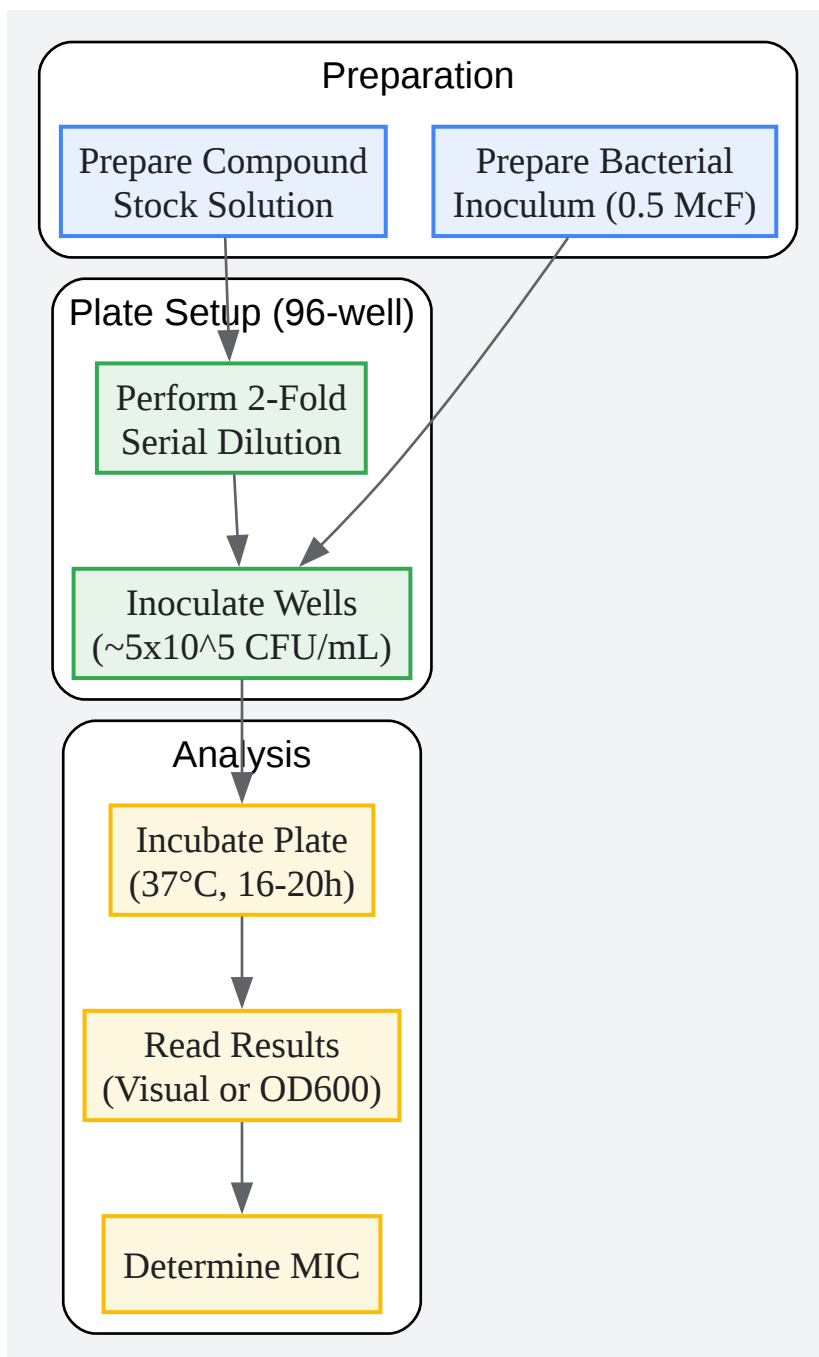 Preparation
Prepare Compound
Stock Solution
Prepare Bacterial
Inoculum (0.5 McF)
Plate Setup (96-well)
Perform 2-Fold
Serial Dilution
Inoculate Wells
(~5x10^5 CFU/mL)
Analysis
Incubate Plate
(37°C, 16-20h)
Read Results
(Visual or OD600)
Determine MIC